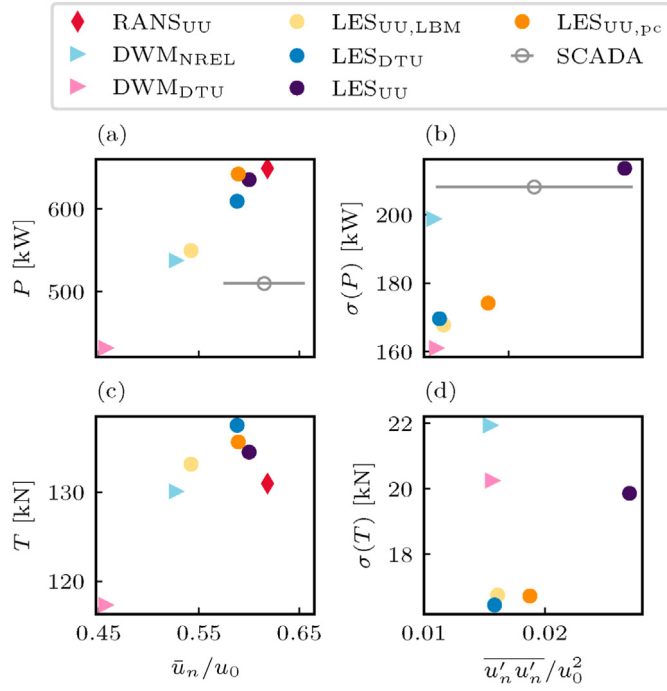 RANS_UU LES_UU,LBM LES_UU,pc
DWM_NREL LES_DTU SCADA
DWM_DTU LES_UU
(a) (b)
600
500
P [kW]
200
180
160
σ(P) [kW]
(c) (d)
130
120
T [kN]
22
20
18
σ(T) [kN]
0.45 0.55 0.65
0.01 0.02
ū_n/u_0
\overline{u'_n u'_n}/u_0^2